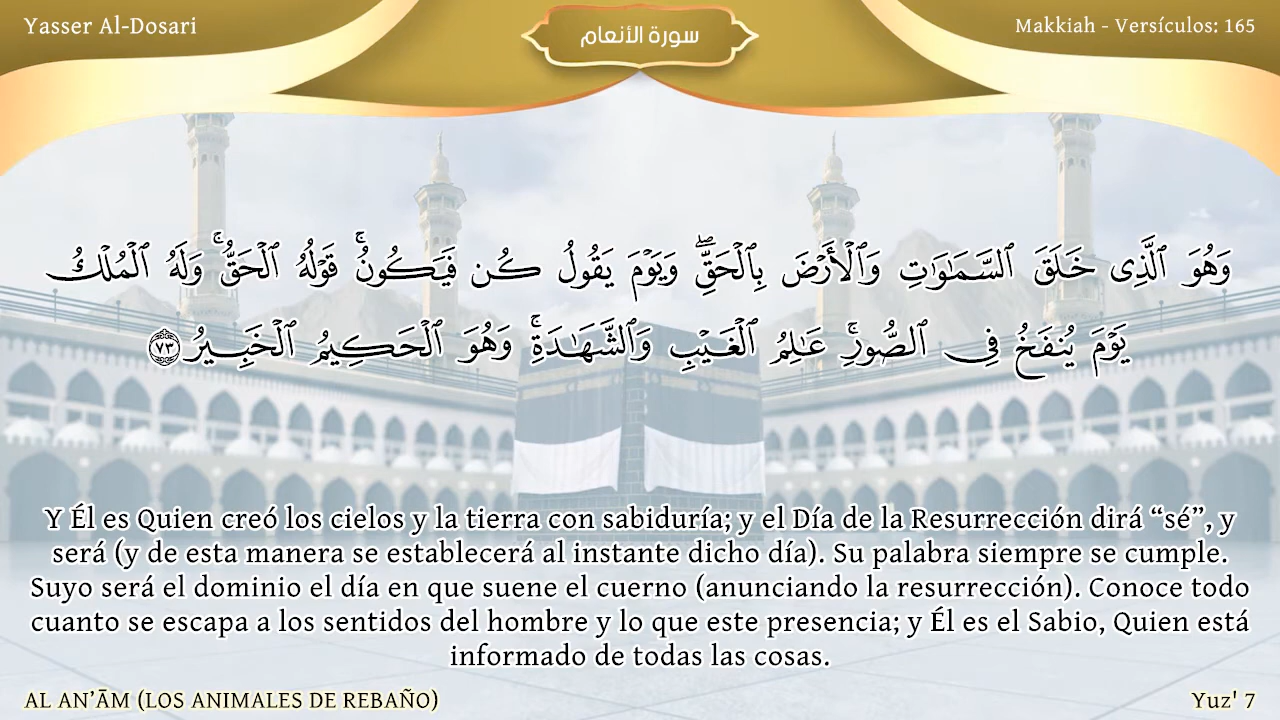 Yasser Al-Dosari
سورة الأنعام
Makkiah - Versículos: 165
وَهُوَ ٱلَّذِى خَلَقَ ٱلسَّمَـٰوَٰتِ وَٱلْأَرْضَ بِٱلْحَقِّ ۖ وَيَوْمَ يَقُولُ كُن فَيَكُونُ ۚ قَوْلُهُ ٱلْحَقُّ ۚ وَلَهُ ٱلْمُلْكُ
يَوْمَ يُنفَخُ فِى ٱلصُّورِ ۚ عَـٰلِمُ ٱلْغَيْبِ وَٱلشَّهَـٰدَةِ ۚ وَهُوَ ٱلْحَكِيمُ ٱلْخَبِيرُ ٧٣
Y Él es Quien creó los cielos y la tierra con sabiduría; y el Día de la Resurrección dirá “sé”, y
será (y de esta manera se establecerá al instante dicho día). Su palabra siempre se cumple.
Suyo será el dominio el día en que suene el cuerno (anunciando la resurrección). Conoce todo
cuanto se escapa a los sentidos del hombre y lo que este presencia; y Él es el Sabio, Quien está
informado de todas las cosas.
AL AN’ĀM (LOS ANIMALES DE REBAÑO)
Yuz' 7